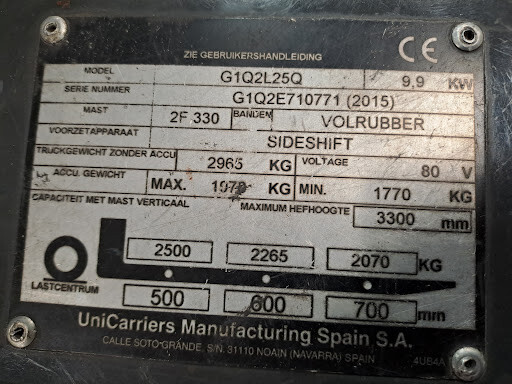 ZIE GEBRUIKERSHANDLEIDING
CE
MODEL G1Q2L25Q 9,9 KW
SERIE NUMMER G1Q2E710771 (2015)
MAST 2F 330 BANDEN VOLRUBBER
VOORZETAPPARAAT SIDESHIFT
TRUCKGEWICHT ZONDER ACCU 2965 KG VOLTAGE 80 V
ACCU. GEWICHT MAX. 1970 KG MIN. 1770 KG
CAPACITEIT MET MAST VERTICAAL MAXIMUM HEFHOOGTE 3300 mm
2500 2265 2070 KG
LASTCENTRUM 500 600 700 mm
UniCarriers Manufacturing Spain S.A.
CALLE SOTO-GRANDE, S/N. 31110 NOAIN (NAVARRA) SPAIN 4UB4A